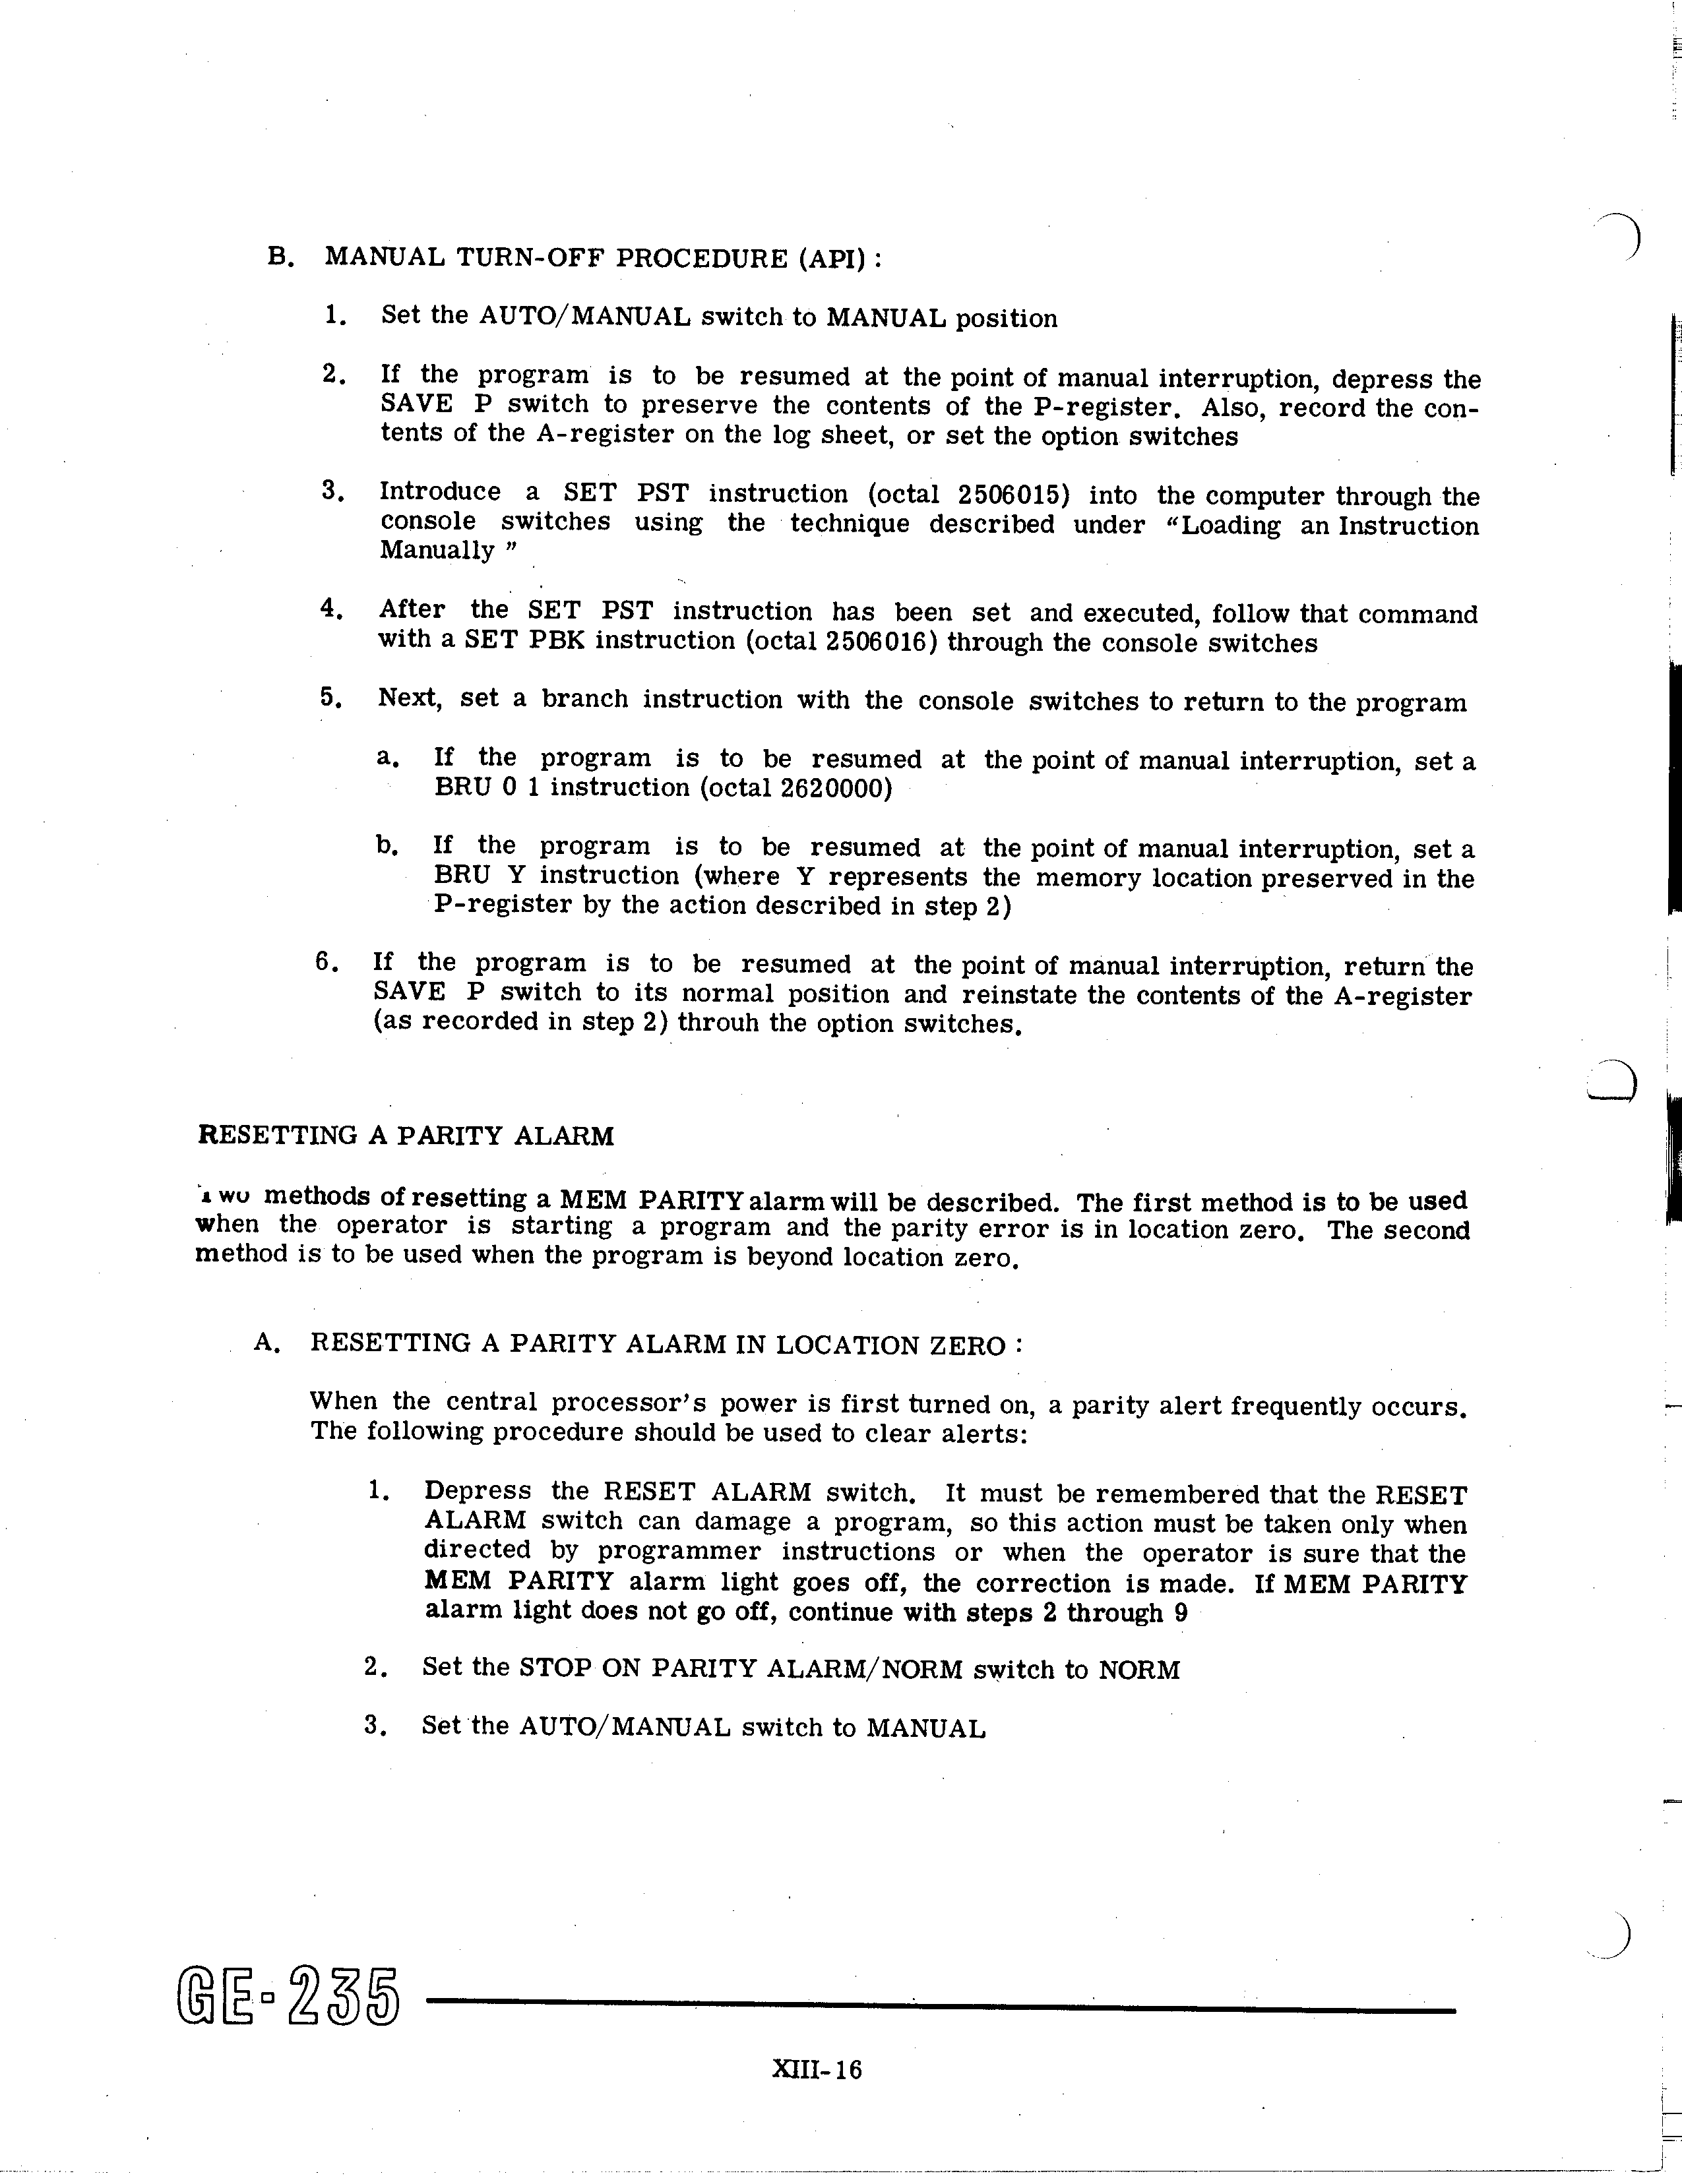 B. MANUAL TURN-OFF PROCEDURE (API) :
1. Set the AUTO/MANUAL switch to MANUAL position
2. If the program is to be resumed at the point of manual interruption, depress the
SAVE P switch to preserve the contents of the P-register. Also, record the con-
tents of the A-register on the log sheet, or set the option switches
3. Introduce a SET PST instruction (octal 2506015) into the computer through the
console switches using the technique described under “Loading an Instruction
Manually ”
4. After the SET PST instruction has been set and executed, follow that command
with a SET PBK instruction (octal 2506016) through the console switches
5. Next, set a branch instruction with the console switches to return to the program
a. If the program is to be resumed at the point of manual interruption, set a
BRU 0 1 instruction (octal 2620000)
b. If the program is to be resumed at the point of manual interruption, set a
BRU Y instruction (where Y represents the memory location preserved in the
P-register by the action described in step 2)
6. If the program is to be resumed at the point of manual interruption, return the
SAVE P switch to its normal position and reinstate the contents of the A-register
(as recorded in step 2) throuh the option switches.
RESETTING A PARITY ALARM
Two methods of resetting a MEM PARITY alarm will be described. The first method is to be used
when the operator is starting a program and the parity error is in location zero. The second
method is to be used when the program is beyond location zero.
A. RESETTING A PARITY ALARM IN LOCATION ZERO :
When the central processor's power is first turned on, a parity alert frequently occurs.
The following procedure should be used to clear alerts:
1. Depress the RESET ALARM switch. It must be remembered that the RESET
ALARM switch can damage a program, so this action must be taken only when
directed by programmer instructions or when the operator is sure that the
MEM PARITY alarm light goes off, the correction is made. If MEM PARITY
alarm light does not go off, continue with steps 2 through 9
2. Set the STOP ON PARITY ALARM/NORM switch to NORM
3. Set the AUTO/MANUAL switch to MANUAL
GE-235
XIII-16